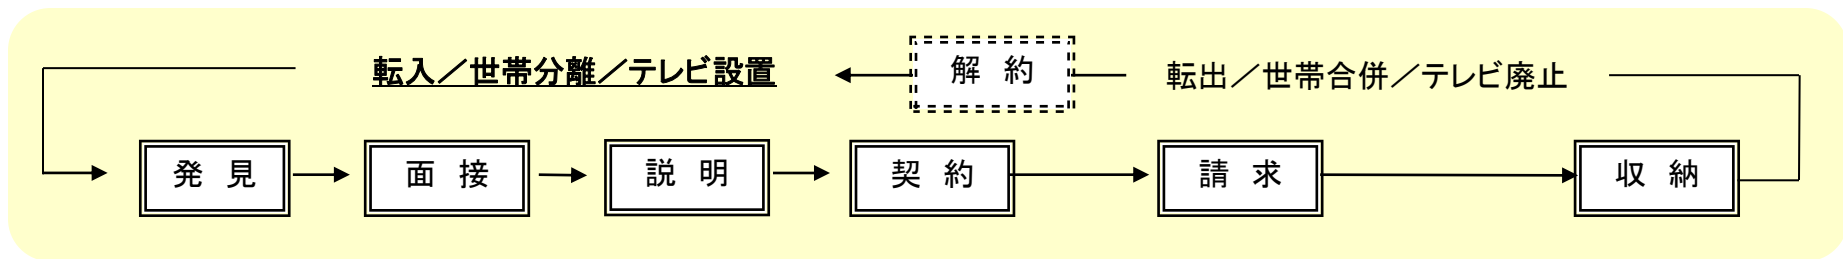 転入／世帯分離／テレビ設置
解 約
転出／世帯合併／テレビ廃止
発 見
面 接
説 明
契 約
請 求
収 納